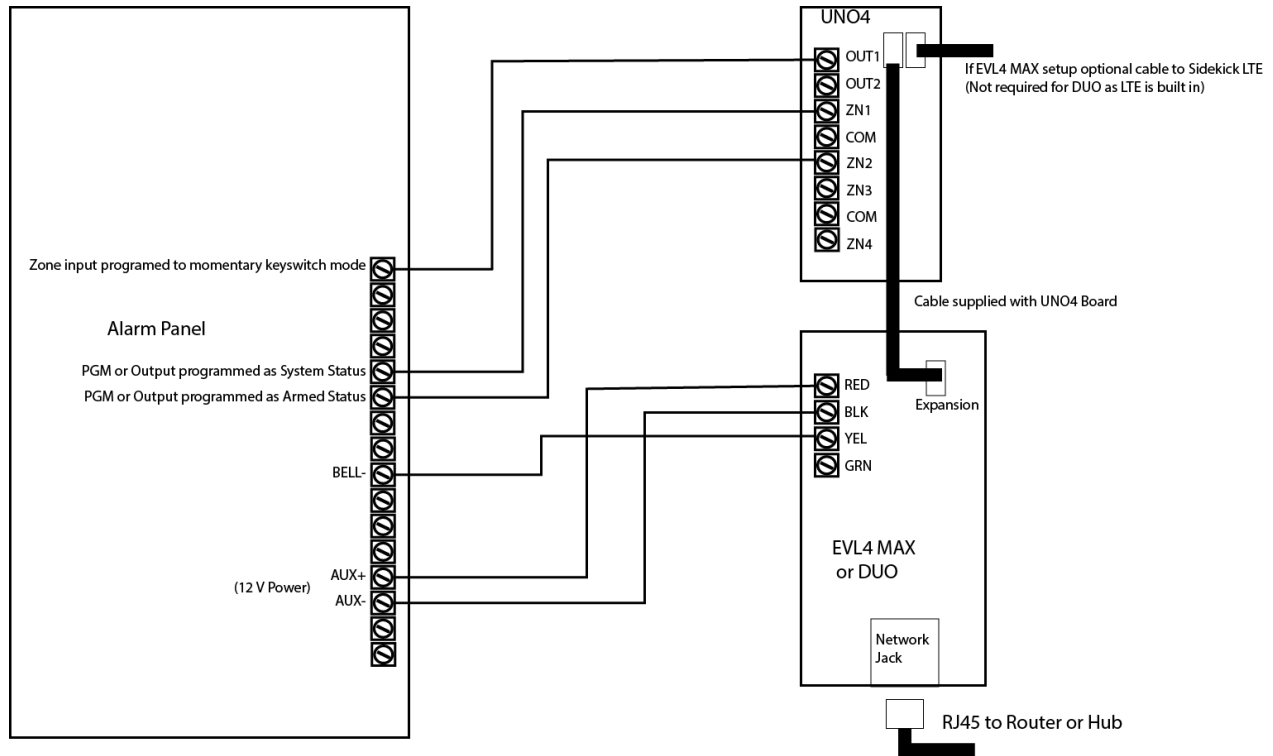 UNO4
OUT1
OUT2
ZN1
COM
ZN2
ZN3
COM
ZN4
If EVL4 MAX setup optional cable to Sidekick LTE
(Not required for DUO as LTE is built in)
Zone input programed to momentary keyswitch mode
Alarm Panel
PGM or Output programmed as System Status
PGM or Output programmed as Armed Status
BELL-
(12 V Power)
AUX+
AUX-
Cable supplied with UNO4 Board
RED
BLK
YEL
GRN
Expansion
EVL4 MAX
or DUO
Network
Jack
RJ45 to Router or Hub